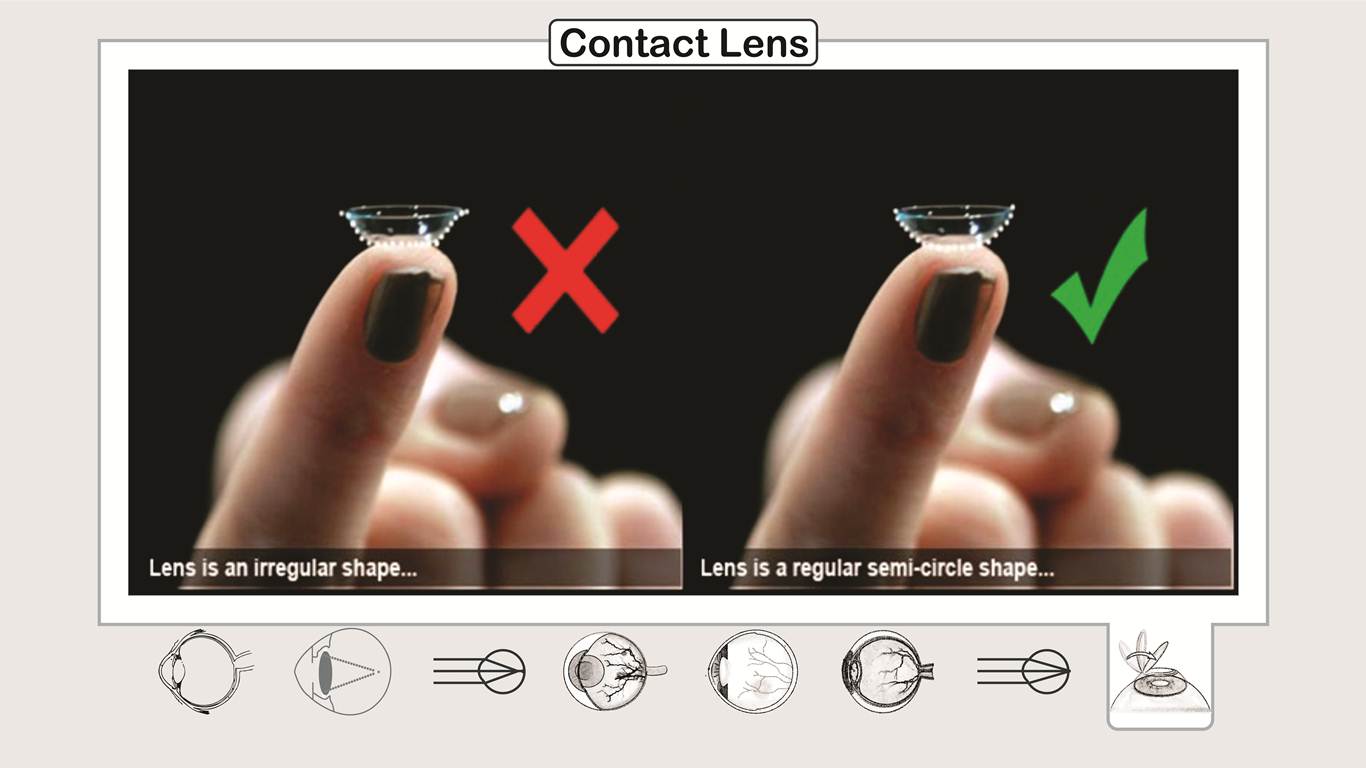 Contact Lens
Lens is an irregular shape...
Lens is a regular semi-circle shape...